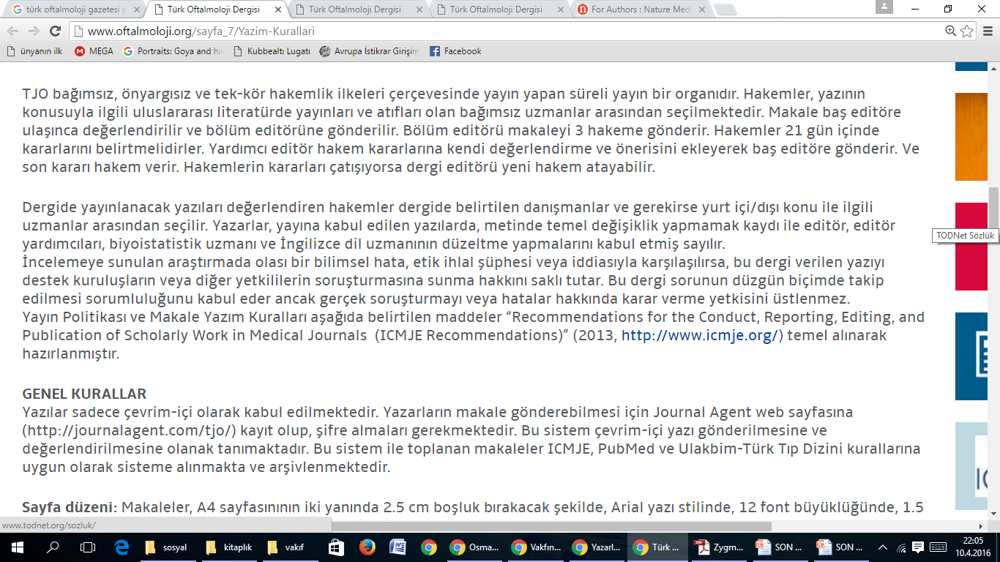 türk oftalmoloji gazetesi y
Türk Oftalmoloji Dergisi
Türk Oftalmoloji Dergisi
Türk Oftalmoloji Dergisi
For Authors : Nature Med
www.oftalmoloji.org/sayfa_7/Yazim-Kurallari
ünyanın ilk
MEGA
Portraits: Goya and his
Kubbealtı Lugatı
Avrupa İstikrar Girişim
Facebook
TJO bağımsız, önyargısız ve tek-kör hakemlik ilkeleri çerçevesinde yayın yapan süreli yayın bir organıdır. Hakemler, yazının
konusuyla ilgili uluslararası literatürde yayınları ve atıfları olan bağımsız uzmanlar arasından seçilmektedir. Makale baş editöre
ulaşınca değerlendirilir ve bölüm editörüne gönderilir. Bölüm editörü makaleyi 3 hakeme gönderir. Hakemler 21 gün içinde
kararlarını belirtmelidirler. Yardımcı editör hakem kararlarına kendi değerlendirme ve önerisini ekleyerek baş editöre gönderir. Ve
son kararı hakem verir. Hakemlerin kararları çatışıyorsa dergi editörü yeni hakem atayabilir.
Dergide yayınlanacak yazıları değerlendiren hakemler dergide belirtilen danışmanlar ve gerekirse yurt içi/dışı konu ile ilgili
uzmanlar arasından seçilir. Yazarlar, yayına kabul edilen yazılarda, metinde temel değişiklik yapmamak kaydı ile editör, editör
yardımcıları, biyoistatistik uzmanı ve İngilizce dil uzmanının düzeltme yapmalarını kabul etmiş sayılır.
TODNet Sözlük
İncelemeye sunulan araştırmada olası bir bilimsel hata, etik ihlal şüphesi veya iddiasıyla karşılaşılırsa, bu dergi verilen yazıyı
destek kuruluşların veya diğer yetkililerin soruşturmasına sunma hakkını saklı tutar. Bu dergi sorunun düzgün biçimde takip
edilmesi sorumluluğunu kabul eder ancak gerçek soruşturmayı veya hatalar hakkında karar verme yetkisini üstlenmez.
Yayın Politikası ve Makale Yazım Kuralları aşağıda belirtilen maddeler “Recommendations for the Conduct, Reporting, Editing, and
Publication of Scholarly Work in Medical Journals (ICMJE Recommendations)” (2013, http://www.icmje.org/) temel alınarak
hazırlanmıştır.
GENEL KURALLAR
Yazılar sadece çevrim-içi olarak kabul edilmektedir. Yazarların makale gönderebilmesi için Journal Agent web sayfasına
(http://journalagent.com/tjo/) kayıt olup, şifre almaları gerekmektedir. Bu sistem çevrim-içi yazı gönderilmesine ve
değerlendirilmesine olanak tanımaktadır. Bu sistem ile toplanan makaleler ICMJE, PubMed ve Ulakbim-Türk Tıp Dizini kurallarına
uygun olarak sisteme alınmakta ve arşivlenmektedir.
Sayfa düzeni: Makaleler, A4 sayfasınının iki yanında 2.5 cm boşluk bırakacak şekilde, Arial yazı stilinde, 12 font büyüklüğünde, 1.5
www.todnet.org/sozluk/
sosyal
kitaplık
vakıf
Osma...
Vakfın...
Yazarl...
Türk ...
Zygm...
SON ...
SON ...
22:05
10.4.2016